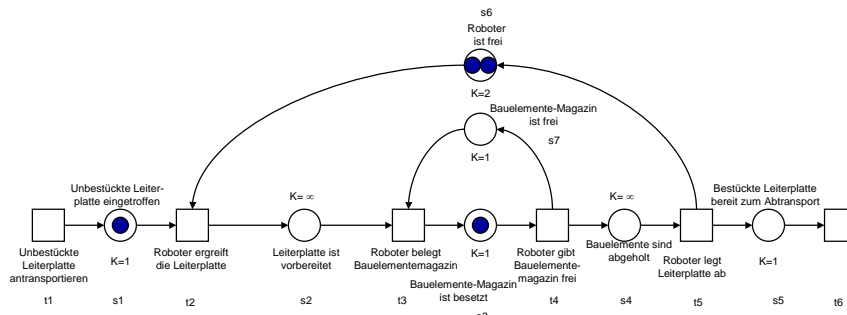 s6
Roboter
ist frei
K=2
Bauelemente-Magazin
ist frei
s7
K=1
Unbestückte Leiter-
platte eingetroffen
K= ∞
K= ∞
Bestückte Leiterplatte
bereit zum Abtransport
Unbestückte
Leiterplatte
antransportieren
K=1
Roboter ergreift
die Leiterplatte
Leiterplatte ist
vorbereitet
Roboter belegt
Bauelementemagazin
K=1
Bauelemente-Magazin
ist besetzt
Roboter gibt
Bauelemente-
magazin frei
Bauelemente sind
abgeholt
Roboter legt
Leiterplatte ab
K=1
t1
s1
t2
s2
t3
s3
t4
s4
t5
s5
t6